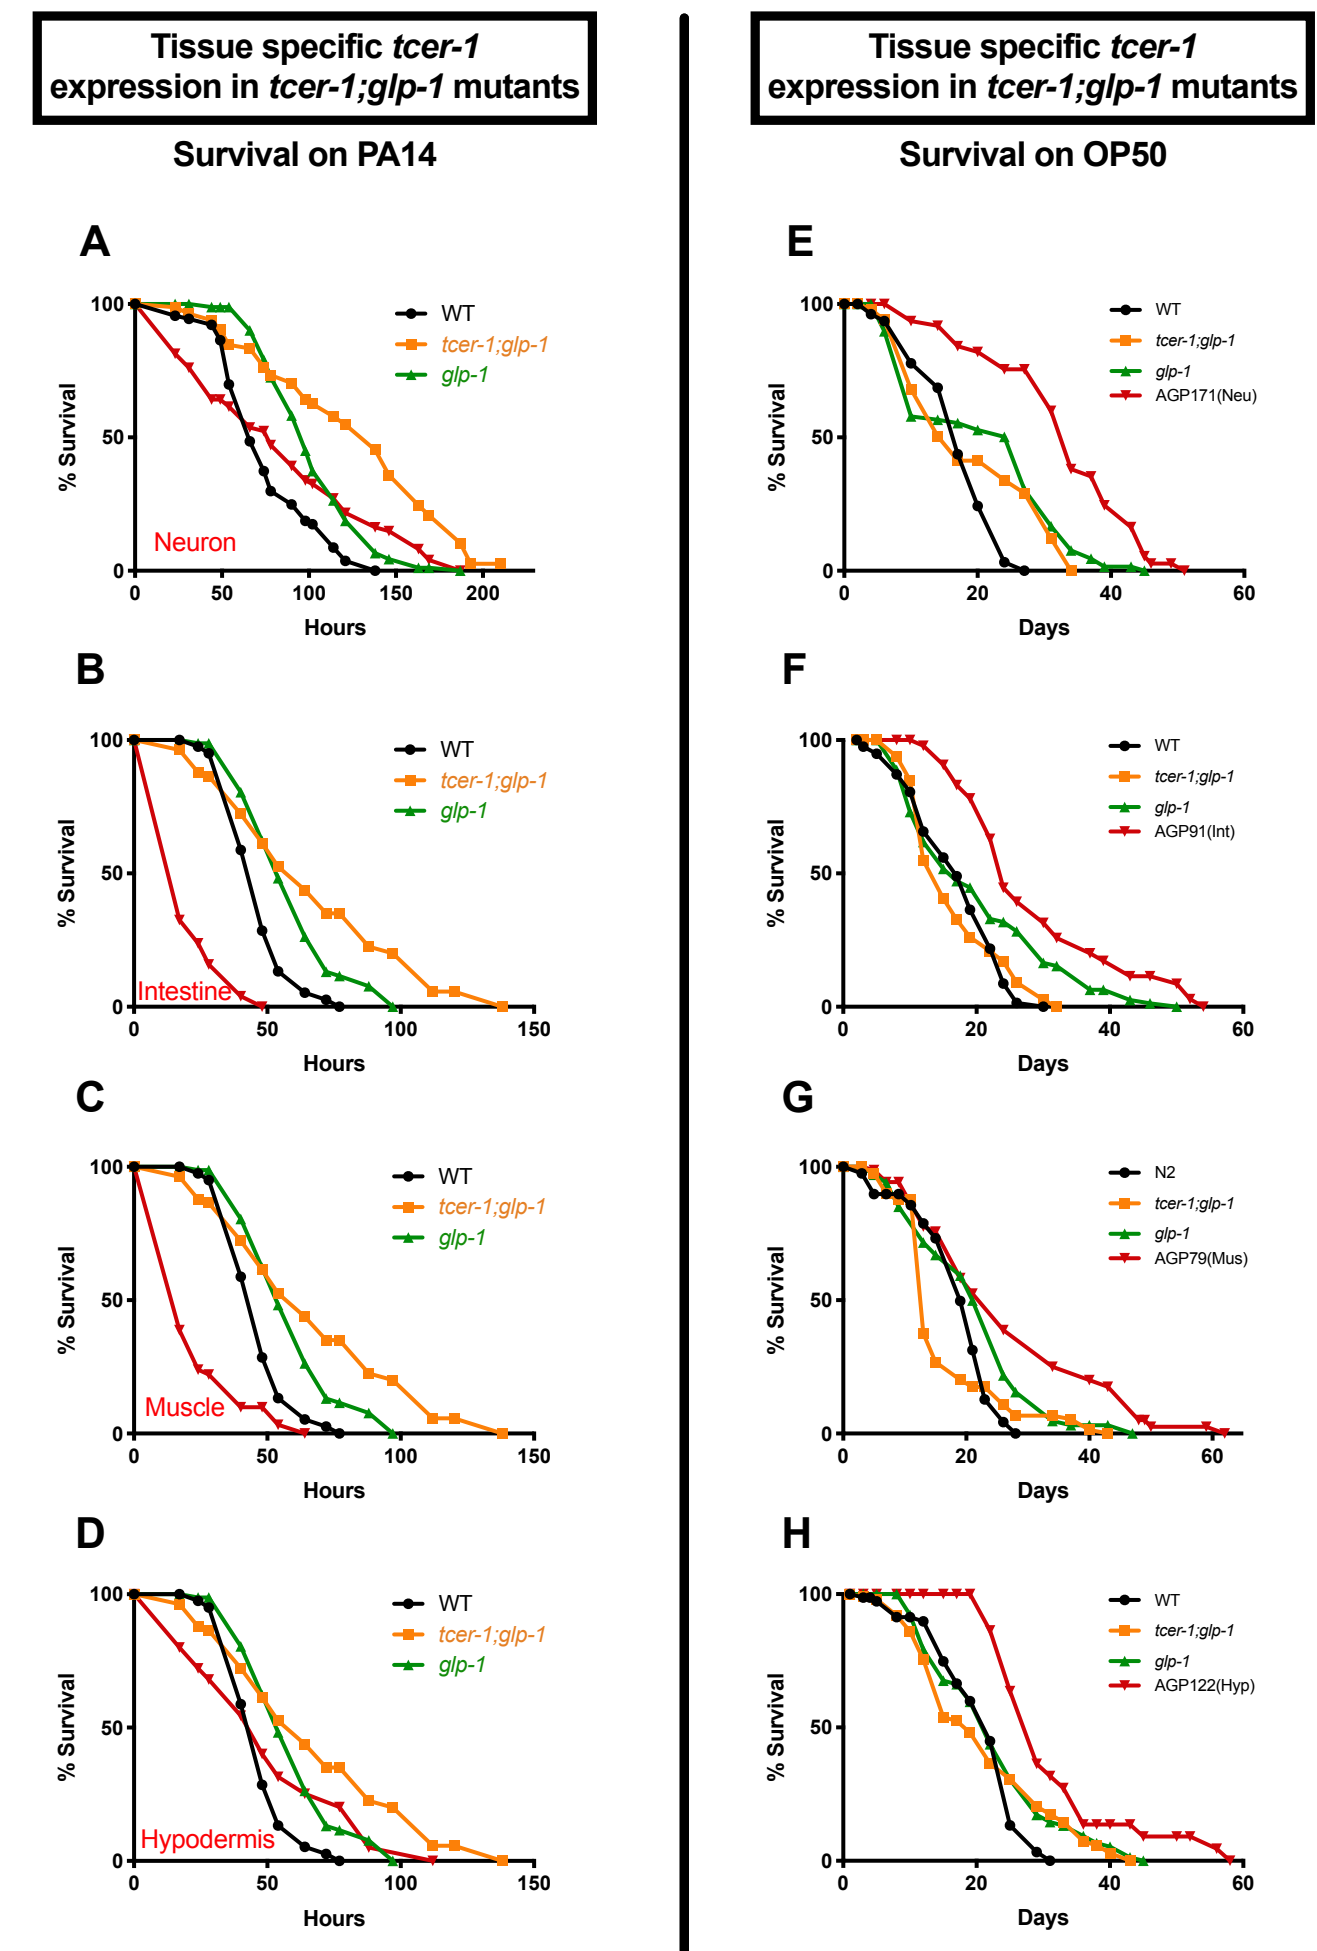 Tissue specific tcer-1
expression in tcer-1;glp-1 mutants
Survival on PA14
A
100
50
0
% Survival
0 50 100 150 200
Hours
WT
tcer-1;glp-1
glp-1
Neuron
B
100
50
0
% Survival
0 50 100 150
Hours
WT
tcer-1;glp-1
glp-1
Intestine
C
100
50
0
% Survival
0 50 100 150
Hours
WT
tcer-1;glp-1
glp-1
Muscle
D
100
50
0
% Survival
0 50 100 150
Hours
WT
tcer-1;glp-1
glp-1
Hypodermis
Tissue specific tcer-1
expression in tcer-1;glp-1 mutants
Survival on OP50
E
100
50
0
% Survival
0 20 40 60
Days
WT
tcer-1;glp-1
glp-1
AGP171(Neu)
F
100
50
0
% Survival
0 20 40 60
Days
WT
tcer-1;glp-1
glp-1
AGP91(Int)
G
100
50
0
% Survival
0 20 40 60
Days
N2
tcer-1;glp-1
glp-1
AGP79(Mus)
H
100
50
0
% Survival
0 20 40 60
Days
WT
tcer-1;glp-1
glp-1
AGP122(Hyp)